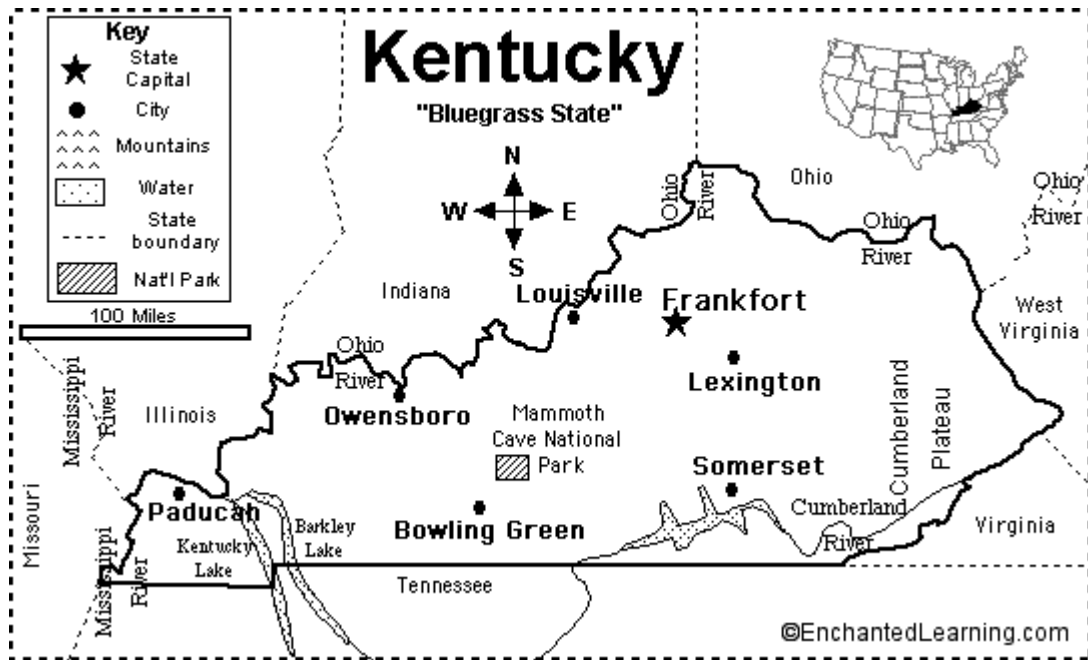 Kentucky
"Bluegrass State"
Key
State
Capital
City
Mountains
Water
State
boundary
Nat'l Park
100 Miles
N
W
E
S
Ohio
River
Ohio
Ohio
River
Ohio
River
Indiana
Louisville
Frankfort
West
Virginia
Ohio
River
Lexington
Owensboro
Mississippi
River
Illinois
Mammoth
Cave National
Park
Cumberland
Plateau
Somerset
Missouri
Paducah
Bowling Green
Cumberland
River
Virginia
Barkley
Lake
Kentucky
Lake
Mississippi
River
Tennessee
©EnchantedLearning.com